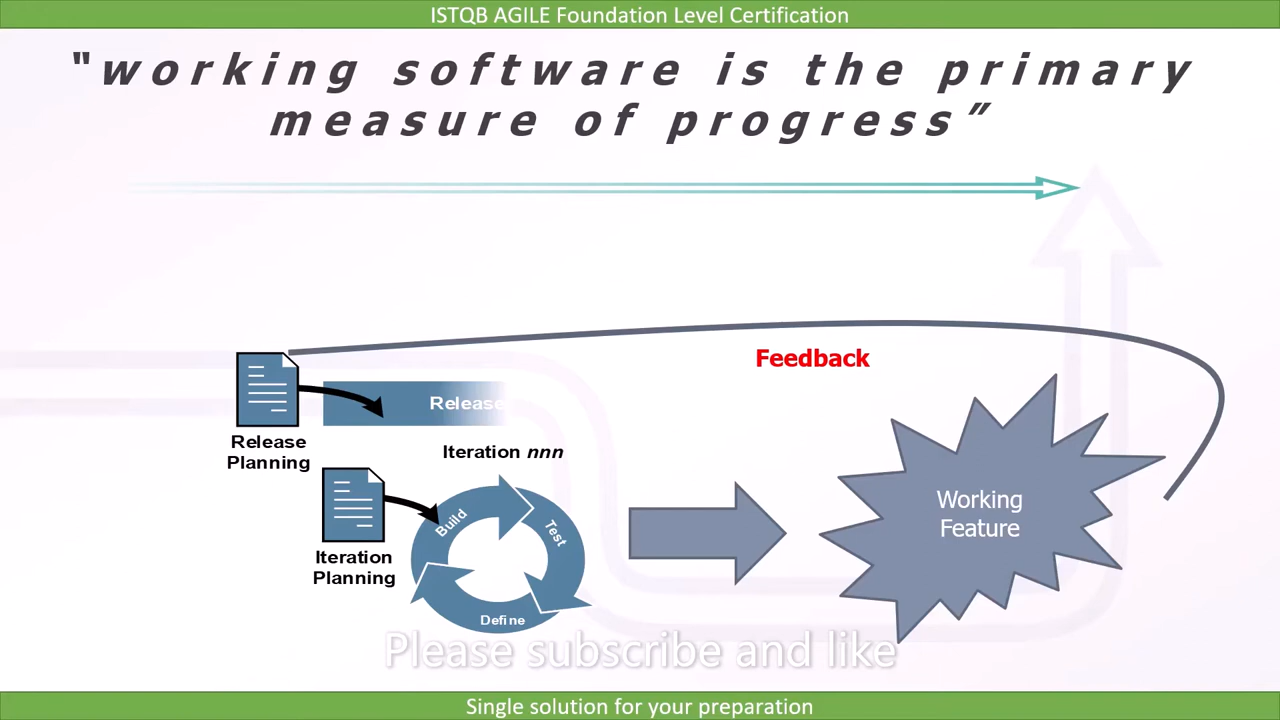 ISTQB AGILE Foundation Level Certification
"working software is the primary
measure of progress”
Feedback
Release
Release
Planning
Iteration nnn
Build
Test
Define
Iteration
Planning
Working
Feature
Please subscribe and like
Single solution for your preparation